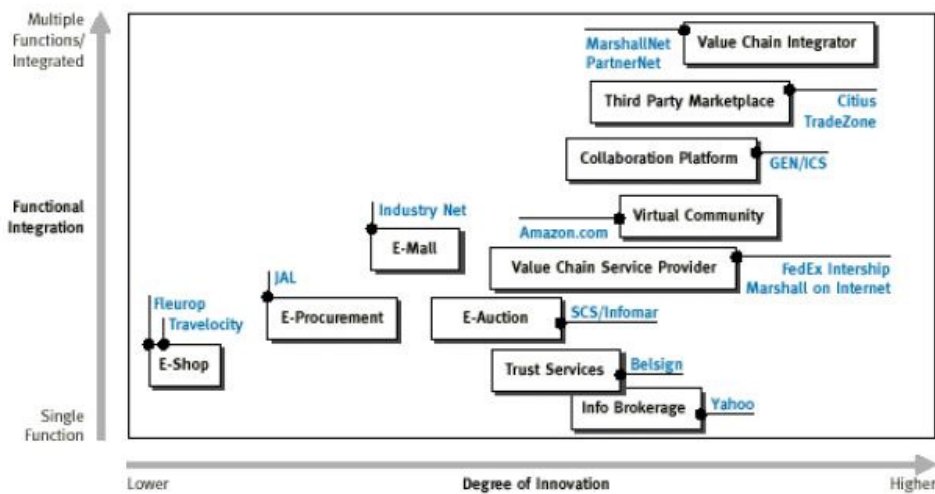 Multiple
Functions/
Integrated
MarshallNet
PartnerNet
Value Chain Integrator
Third Party Marketplace
Citius
TradeZone
Collaboration Platform
GEN/ICS
Functional
Integration
Industry Net
E-Mall
Virtual Community
Amazon.com
Value Chain Service Provider
FedEx Intership
Marshall on Internet
JAL
E-Procurement
Fleurop
Travelocity
E-Shop
E-Auction
SCS/Infomar
Trust Services
Belsign
Info Brokerage
Yahoo
Single
Function
Lower
Degree of Innovation
Higher